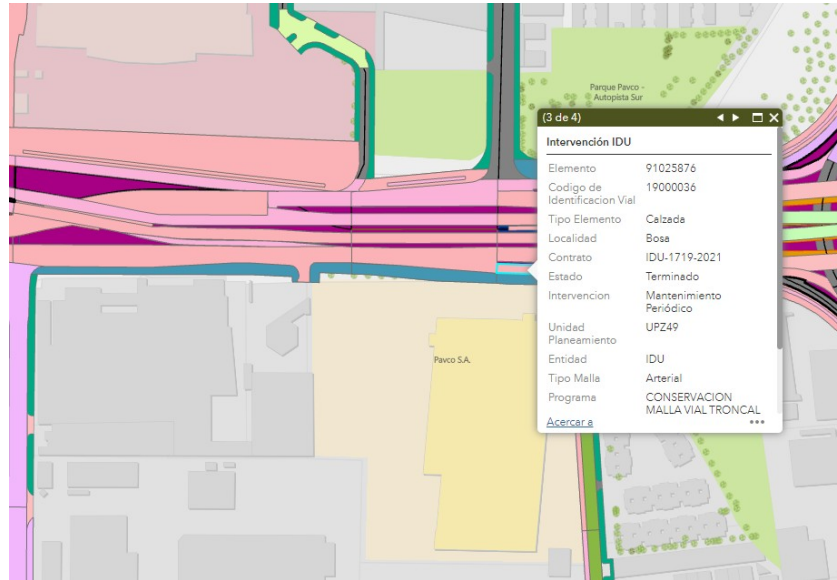 Parque Pavco -
Autopista Sur
(3 de 4)
Intervención IDU
Elemento 91025876
Codigo de
Identificacion Vial 19000036
Tipo Elemento Calzada
Localidad Bosa
Contrato IDU-1719-2021
Estado Terminado
Intervencion Mantenimiento
Periódico
Unidad
Planeamiento UPZ49
Entidad IDU
Tipo Malla Arterial
Programa CONSERVACION
MALLA VIAL TRONCAL
Acercar a
Pavco S.A.